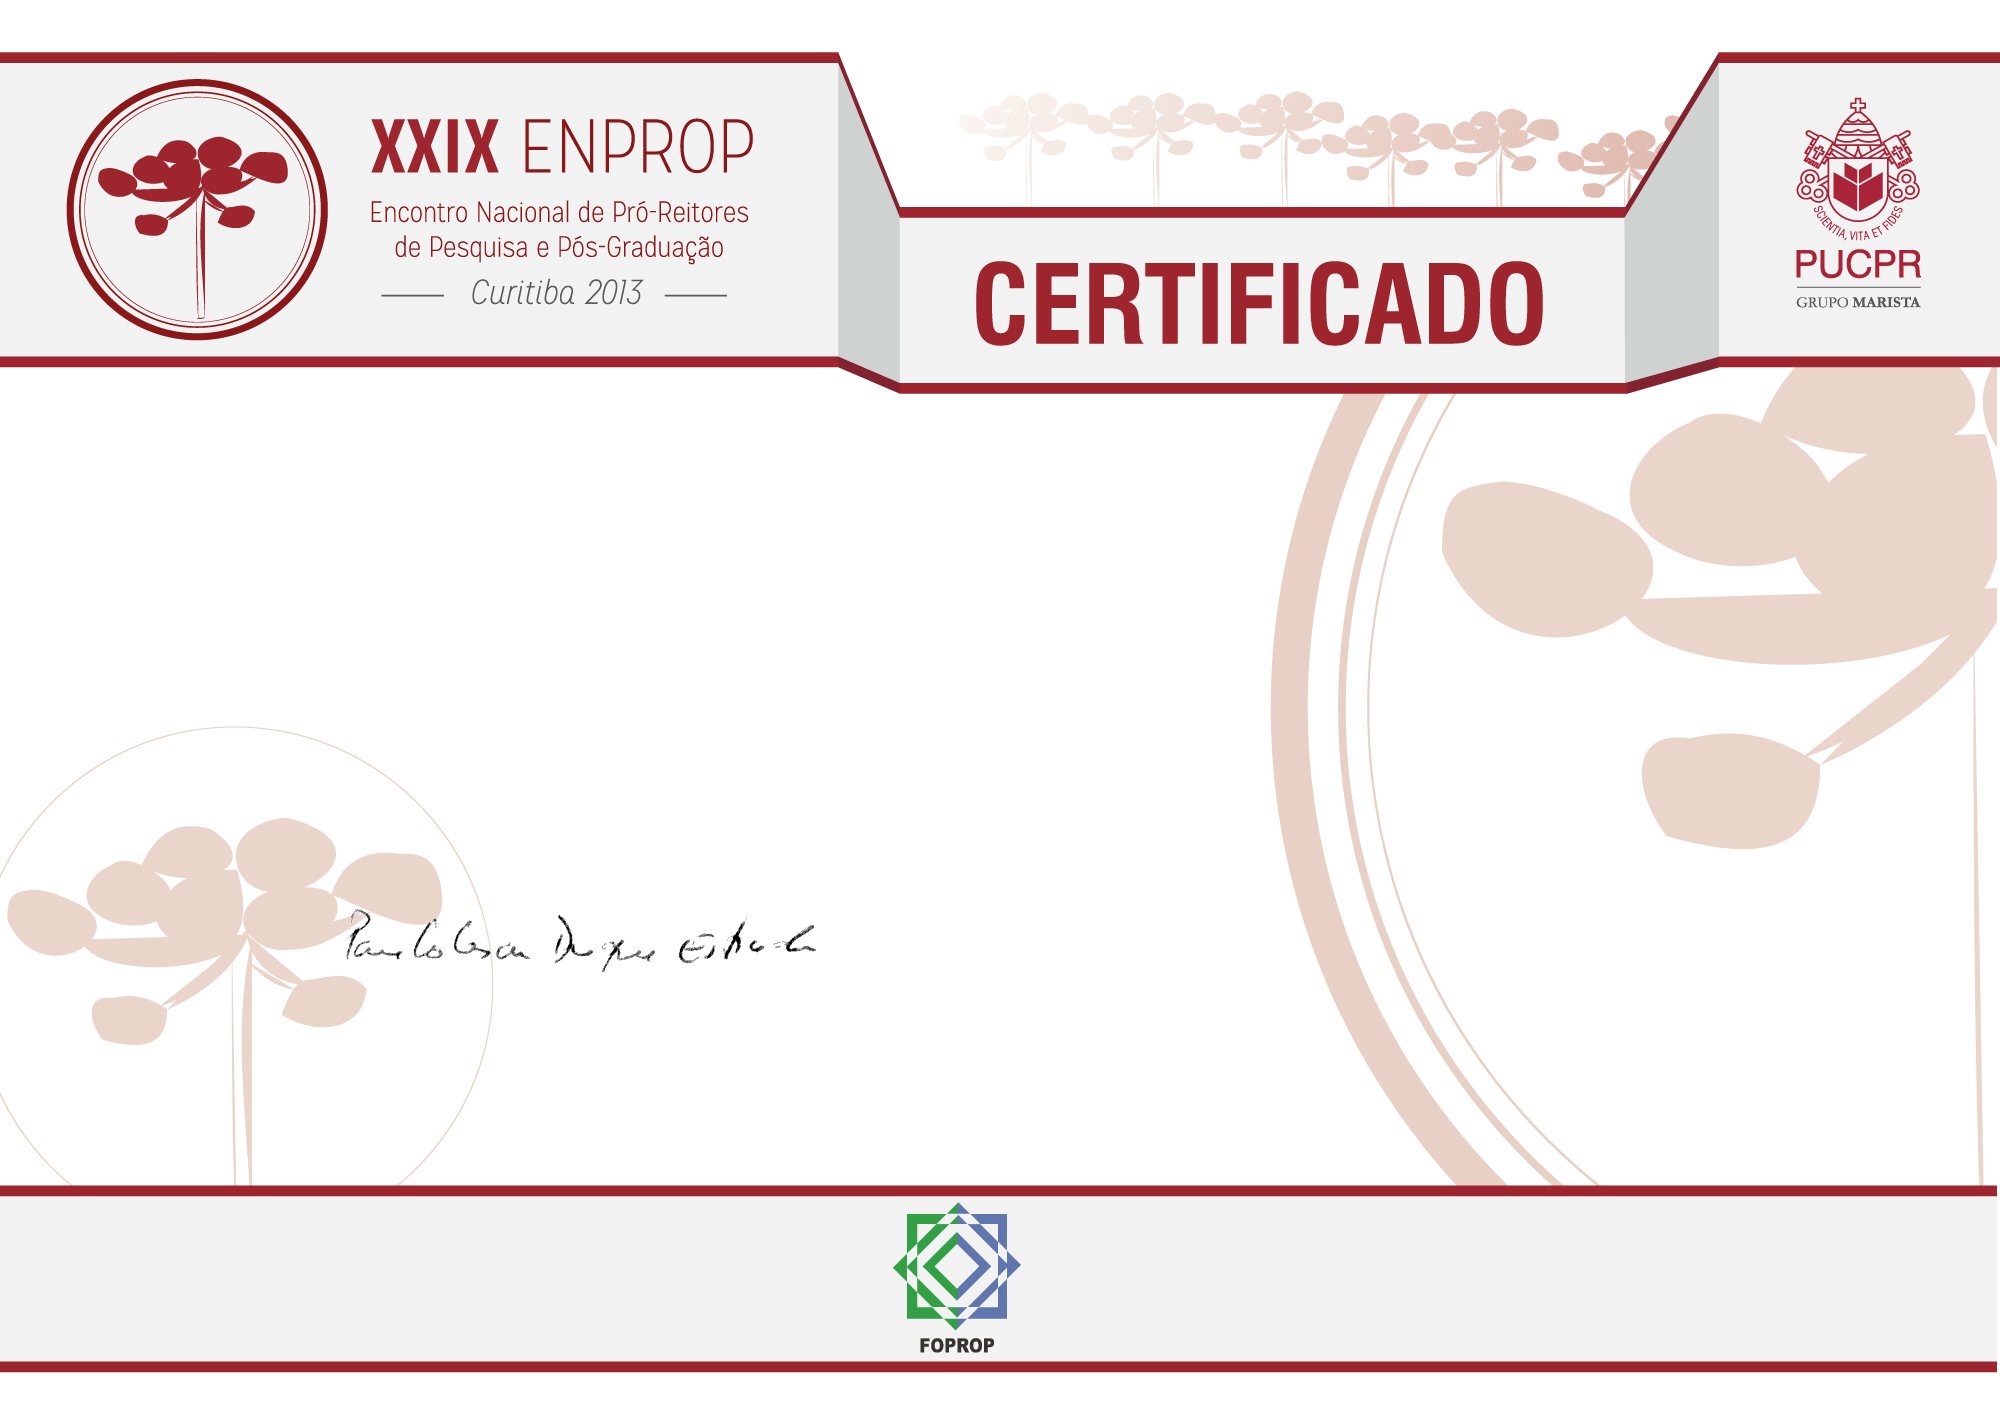 XXIX ENPROP
Encontro Nacional de Pró-Reitores
de Pesquisa e Pós-Graduação
Curitiba 2013
CERTIFICADO
SCIENTIA, VITA ET FIDES
PUCPR
GRUPO MARISTA
Paulo Cesar Duque Estrada
FOPROP